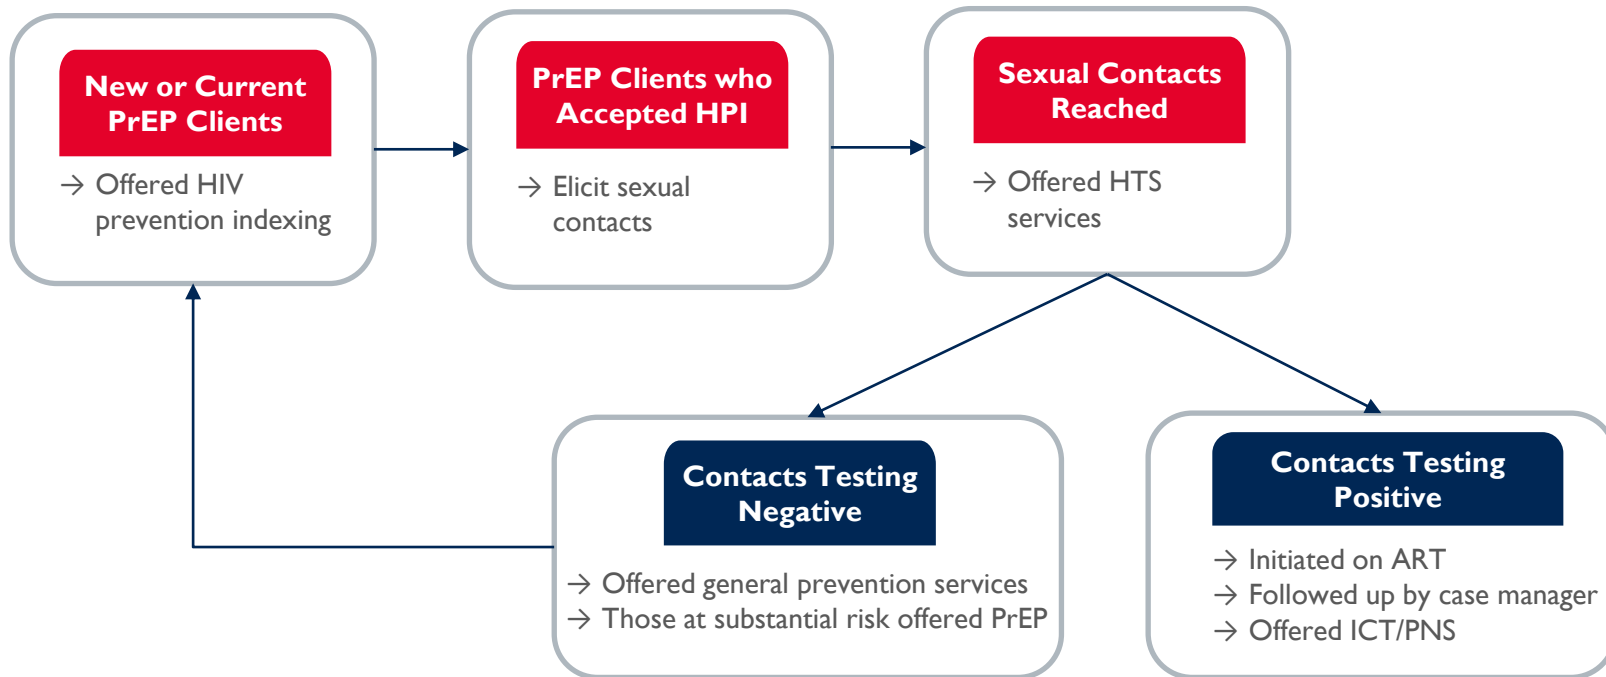 New or Current
PrEP Clients
→ Offered HIV
prevention indexing
PrEP Clients who
Accepted HPI
→ Elicit sexual
contacts
Sexual Contacts
Reached
→ Offered HTS
services
Contacts Testing
Negative
→ Offered general prevention services
→ Those at substantial risk offered PrEP
Contacts Testing
Positive
→ Initiated on ART
→ Followed up by case manager
→ Offered ICT/PNS